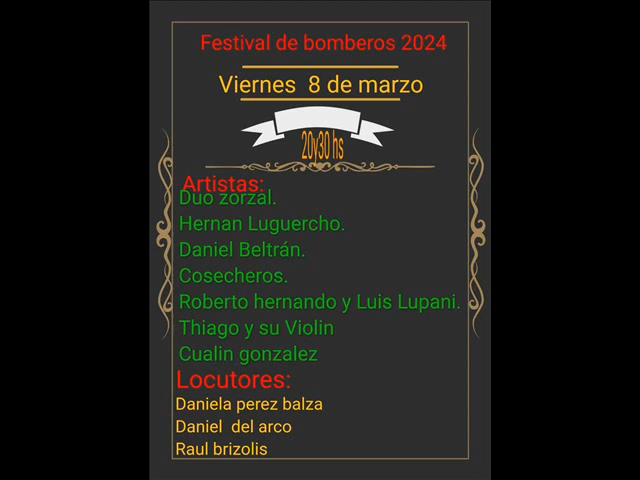 Festival de bomberos 2024
Viernes 8 de marzo
20y30 hs
Artistas:
Duo zorzal.
Hernan Luguercho.
Daniel Beltrán.
Cosecheros.
Roberto hernando y Luis Lupani.
Thiago y su Violin
Cualin gonzalez
Locutores:
Daniela perez balza
Daniel del arco
Raul brizolis